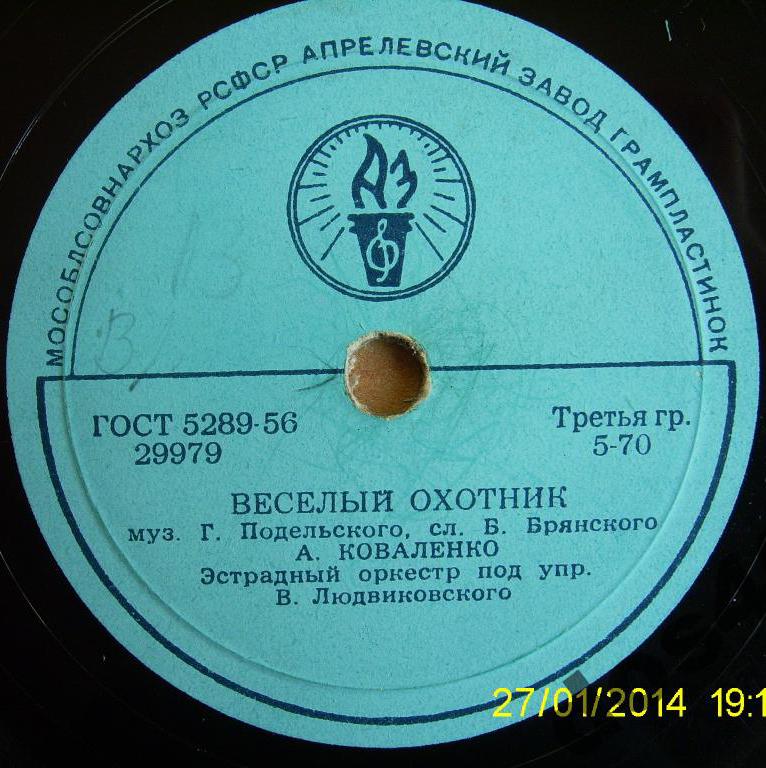 МОСОБЛСОВНАРХОЗ РСФСР АПРЕЛЕВСКИЙ ЗАВОД ГРАМПЛАСТИНОК
АЗ
ГОСТ 5289-56
29979
Третья гр.
5-70
ВЕСЕЛЫЙ ОХОТНИК
муз. Г. Подельского, сл. Б. Брянского
А. КОВАЛЕНКО
Эстрадный оркестр под упр.
В. Людвиковского
27/01/2014 19:1